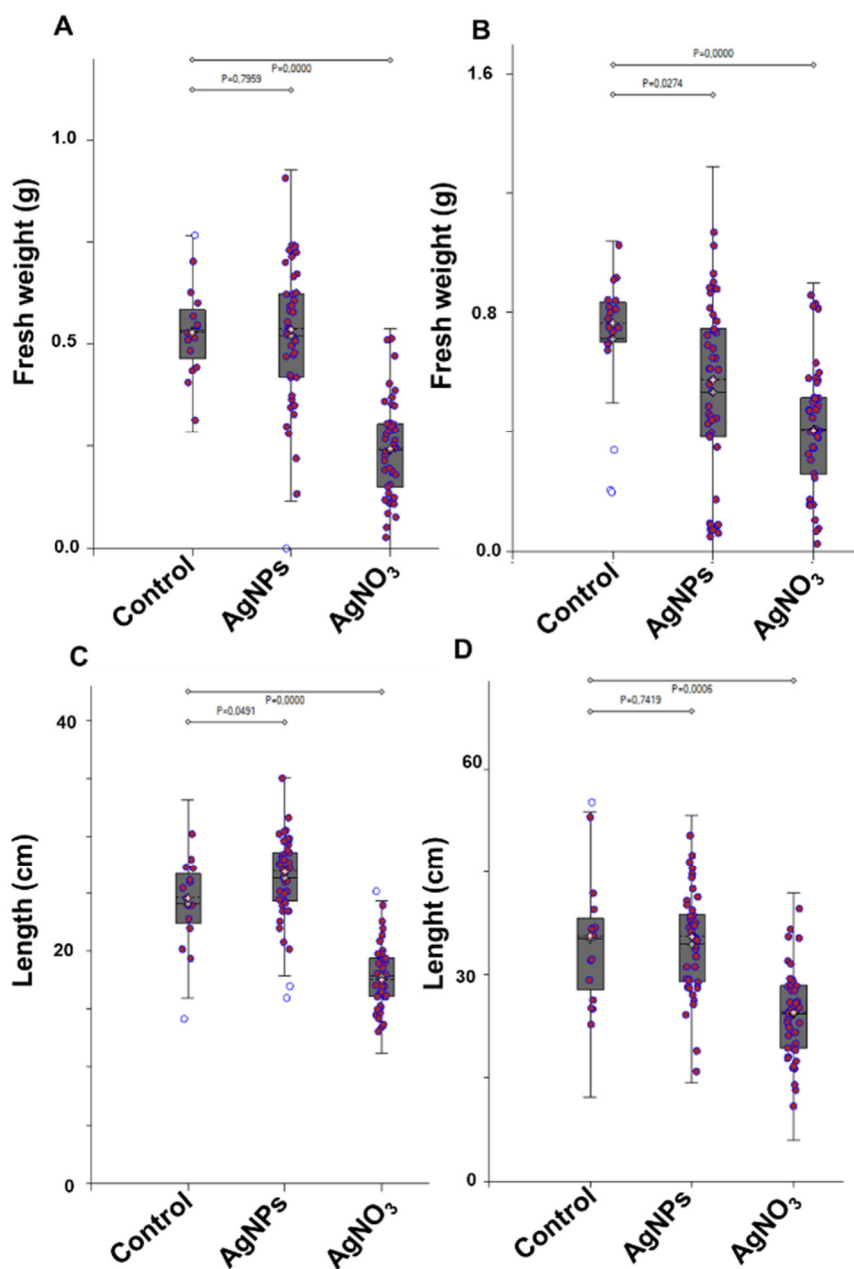 A
P=0,0000
P=0,7959
Fresh weight (g)
1.0
0.5
0.0
Control
AgNPs
AgNO₃
B
P=0,0000
P=0,0274
Fresh weight (g)
1.6
0.8
0.0
Control
AgNPs
AgNO₃
C
P=0,0000
P=0,0491
Length (cm)
40
20
0
Control
AgNPs
AgNO₃
D
P=0,0006
P=0,7419
Lenght (cm)
60
30
0
Control
AgNPs
AgNO₃